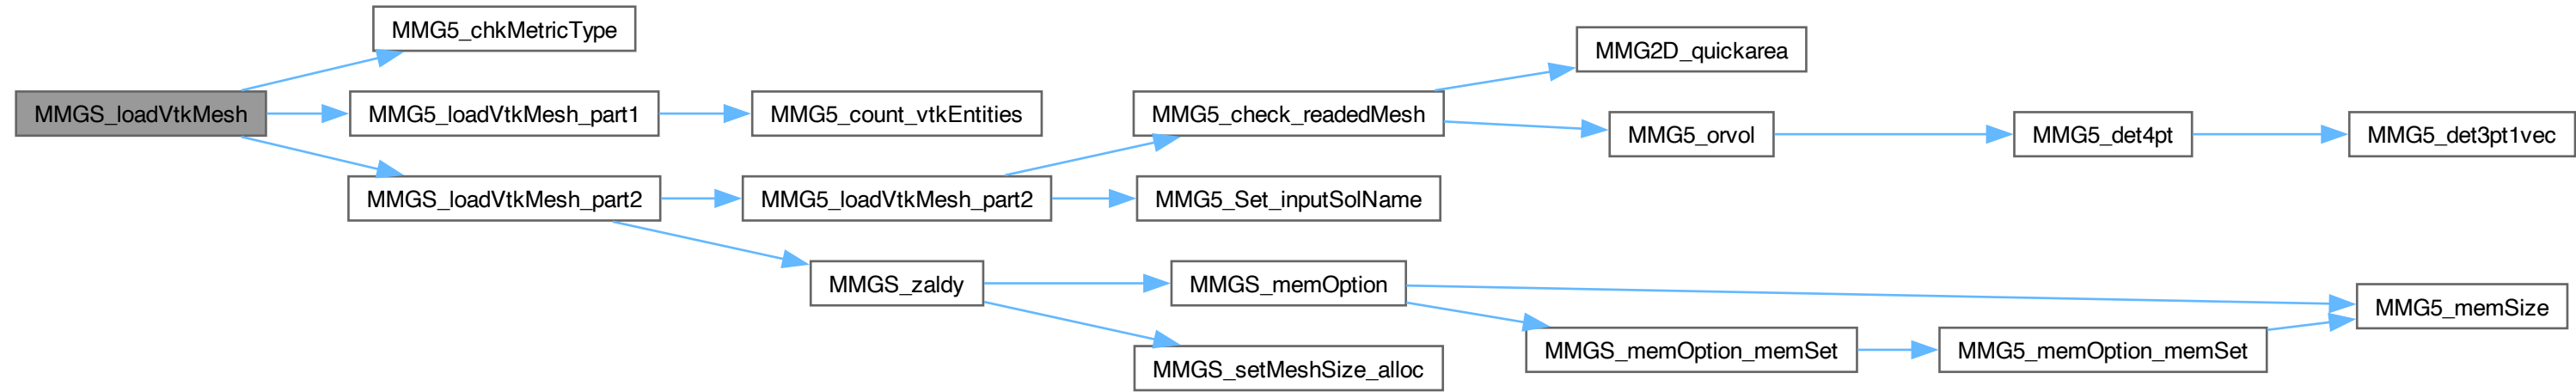 MMGS_loadVtkMesh
MMG5_chkMetricType
MMG5_loadVtkMesh_part1
MMG5_count_vtkEntities
MMGS_loadVtkMesh_part2
MMG5_loadVtkMesh_part2
MMG5_check_readedMesh
MMG2D_quickarea
MMG5_orvol
MMG5_det4pt
MMG5_det3pt1vec
MMG5_Set_inputSolName
MMGS_zaldy
MMGS_memOption
MMG5_memSize
MMGS_memOption_memSet
MMG5_memOption_memSet
MMGS_setMeshSize_alloc